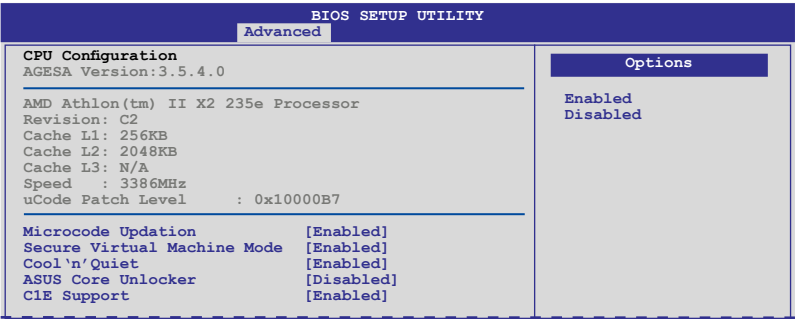 BIOS SETUP UTILITY
Advanced
CPU Configuration
AGESA Version:3.5.4.0
AMD Athlon(tm) II X2 235e Processor
Revision: C2
Cache L1: 256KB
Cache L2: 2048KB
Cache L3: N/A
Speed : 3386MHz
uCode Patch Level : 0x10000B7
Microcode Updation [Enabled]
Secure Virtual Machine Mode [Enabled]
Cool‘n’Quiet [Enabled]
ASUS Core Unlocker [Disabled]
C1E Support [Enabled]
Options
Enabled
Disabled